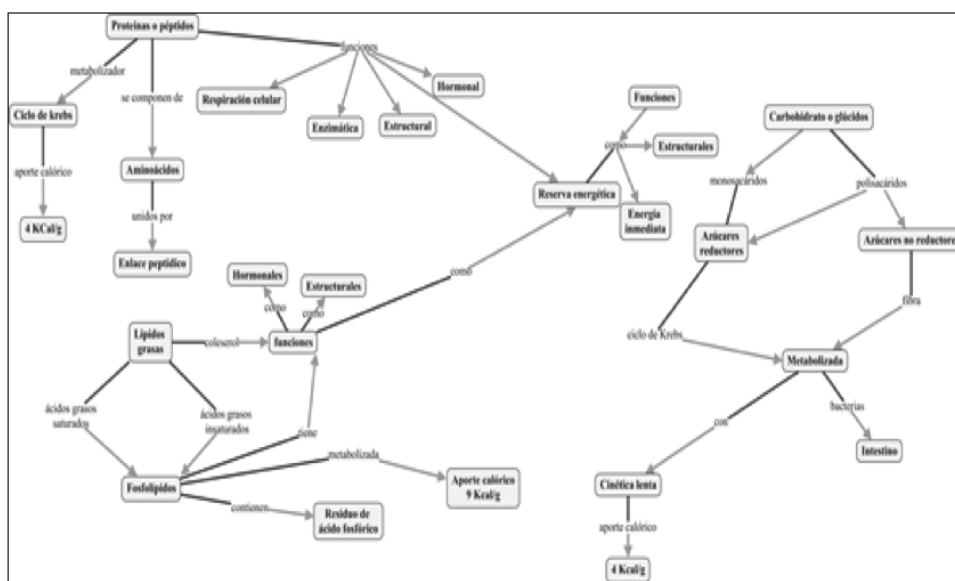 Proteínas o péptidos
funciones
metabolizador
Hormonal
Respiración celular
se componen de
Funciones
Ciclo de krebs
Carbohidrato o glúcidos
Enzimática
Estructural
como
Estructurales
aporte calórico
Aminoácidos
monosacáridos
polisacáridos
Reserva energética
unidos por
4 KCal/g
Energía
inmediata
Azúcares
reductores
Azúcares no reductore
Enlace peptídico
Hormonales
como
Estructurales
como
como
fibra
Lípidos
grasas
coleserol
funciones
ciclo de Krebs
Metabolizada
ácidos grasos
saturados
ácidos grasos
insaturados
bacterias
tiene
con
metabolizada
Intestino
Fosfolípidos
Aporte calórico
9 Kcal/g
Cinética lenta
contienen
Residuo de
ácido fosfórico
aporte calórico
4 Kcal/g